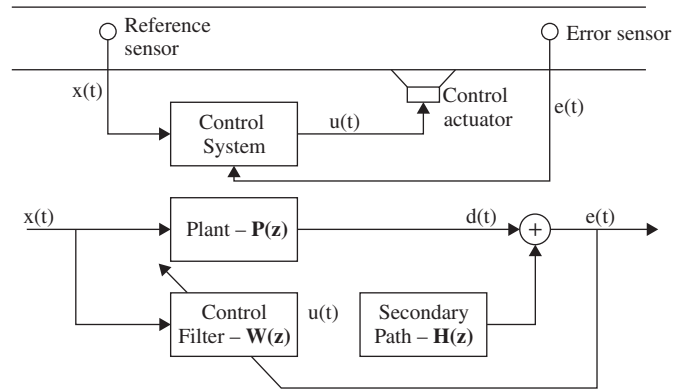 Reference
sensor
Error sensor
x(t)
Control
actuator
e(t)
Control
System
u(t)
x(t)
Plant – P(z)
d(t)
+
e(t)
Control
Filter – W(z)
u(t)
Secondary
Path – H(z)